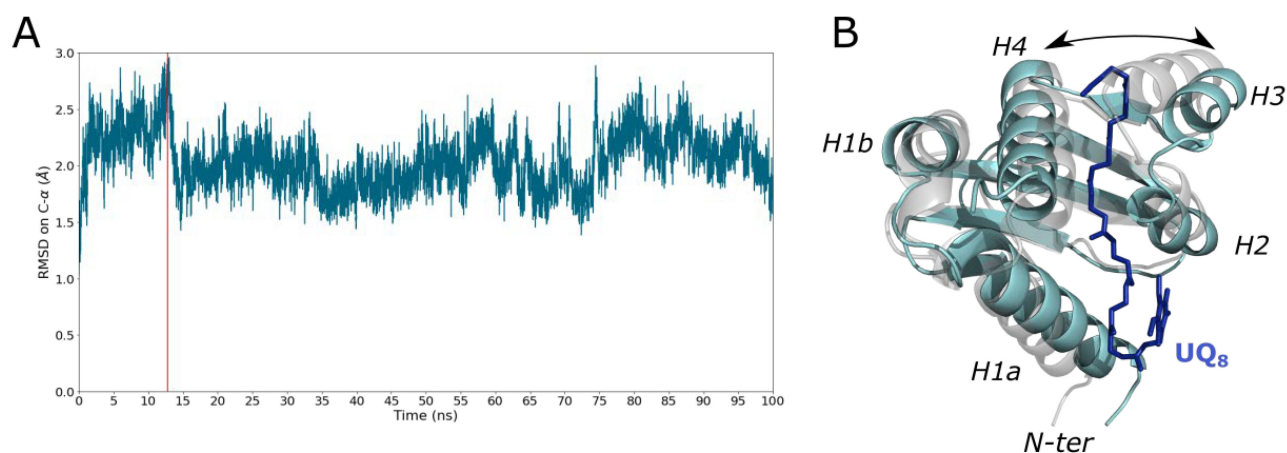 A
RMSD on C-α (Å)
3.0
2.5
2.0
1.5
1.0
0.5
0.0
0 5 10 15 20 25 30 35 40 45 50 55 60 65 70 75 80 85 90 95 100
Time (ns)
B
H4
H3
H1b
H2
UQ₈
H1a
N-ter